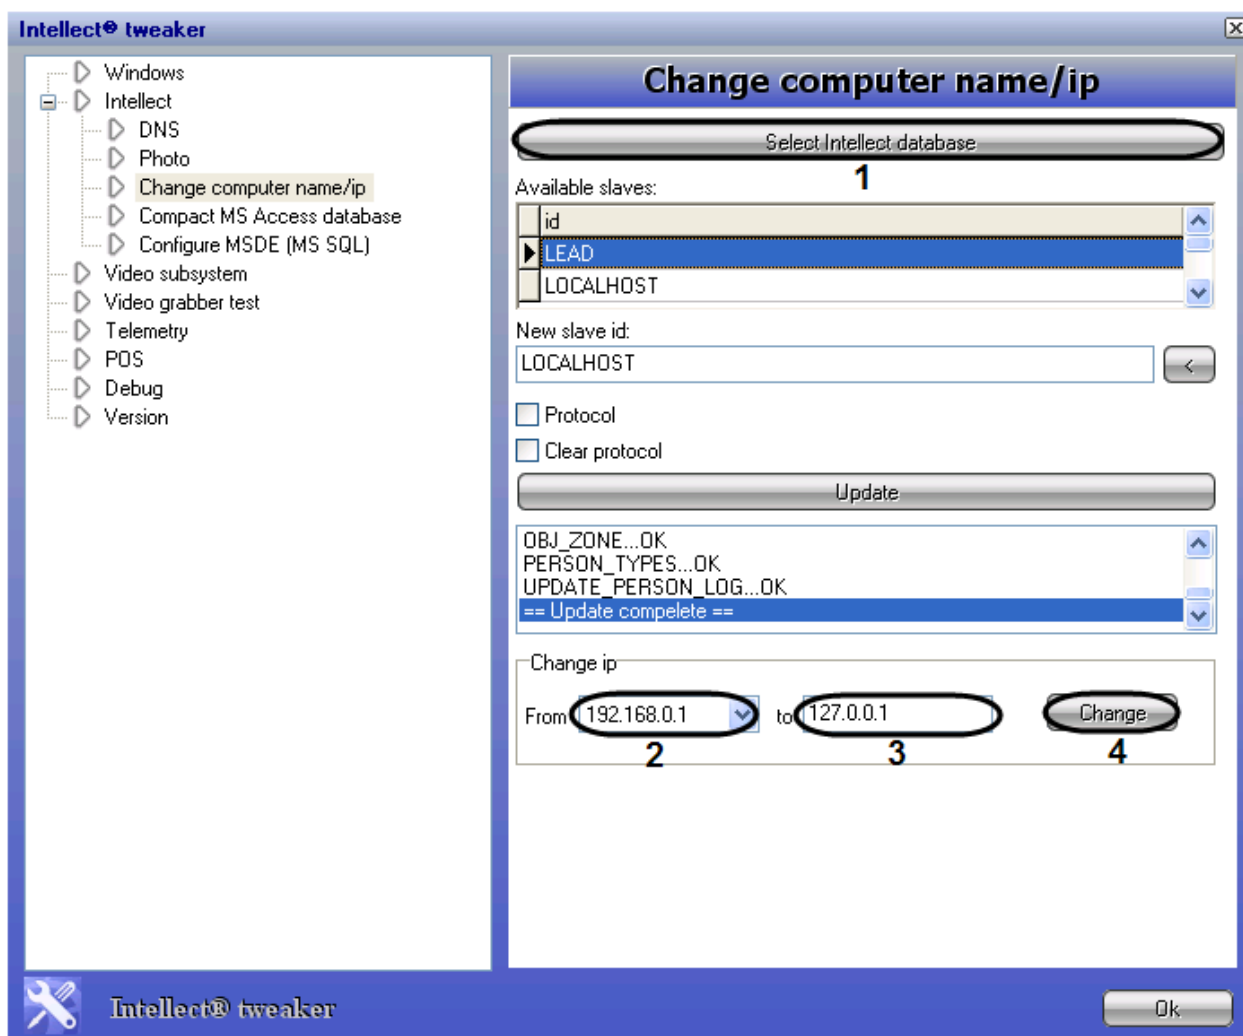 Intellect® tweaker
Windows
Intellect
DNS
Photo
Change computer name/ip
Compact MS Access database
Configure MSDE (MS SQL)
Video subsystem
Video grabber test
Telemetry
POS
Debug
Version
Change computer name/ip
Select Intellect database
1
Available slaves:
id
LEAD
LOCALHOST
New slave id:
LOCALHOST
<
Protocol
Clear protocol
Update
OBJ_ZONE...OK
PERSON_TYPES...OK
UPDATE_PERSON_LOG...OK
== Update compelete ==
Change ip
From 192.168.0.1 to 127.0.0.1 Change
2 3 4
Intellect® tweaker
Ok